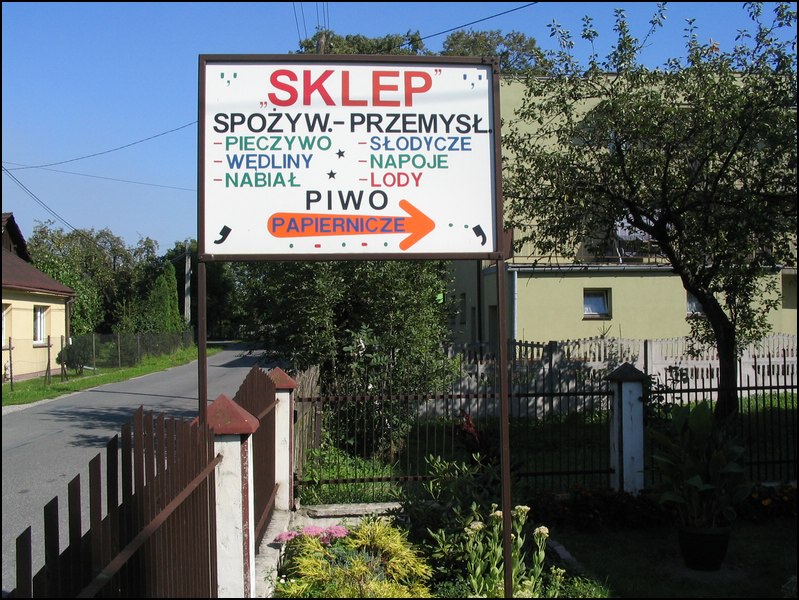 „SKLEP”
SPOŻYW.-PRZEMYSŁ.
-PIECZYWO -SŁODYCZE
-WĘDLINY -NAPOJE
-NABIAŁ -LODY
PIWO
PAPIERNICZE